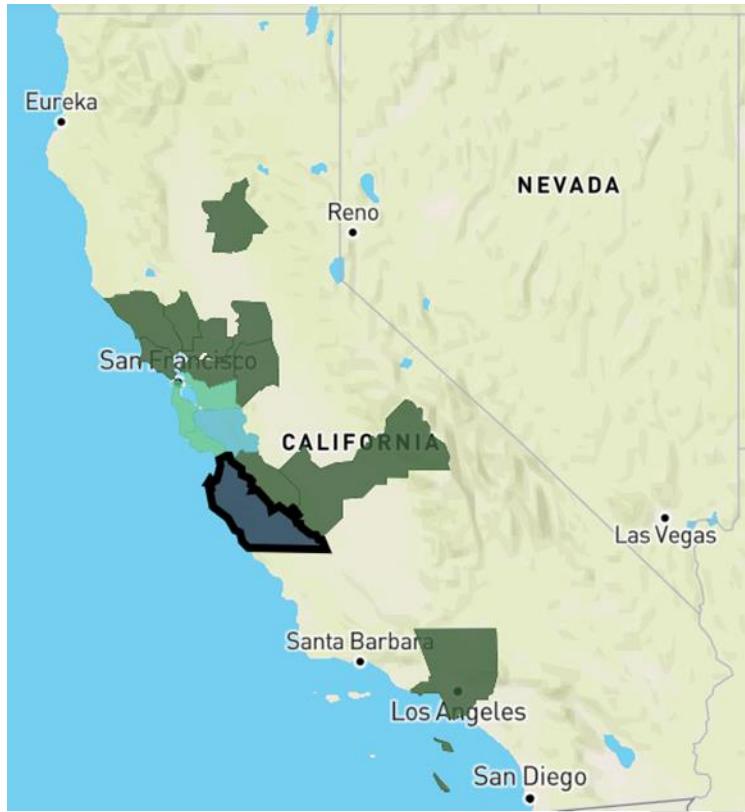 Eureka
NEVADA
Reno
San Francisco
CALIFORNIA
Las Vegas
Santa Barbara
Los Angeles
San Diego